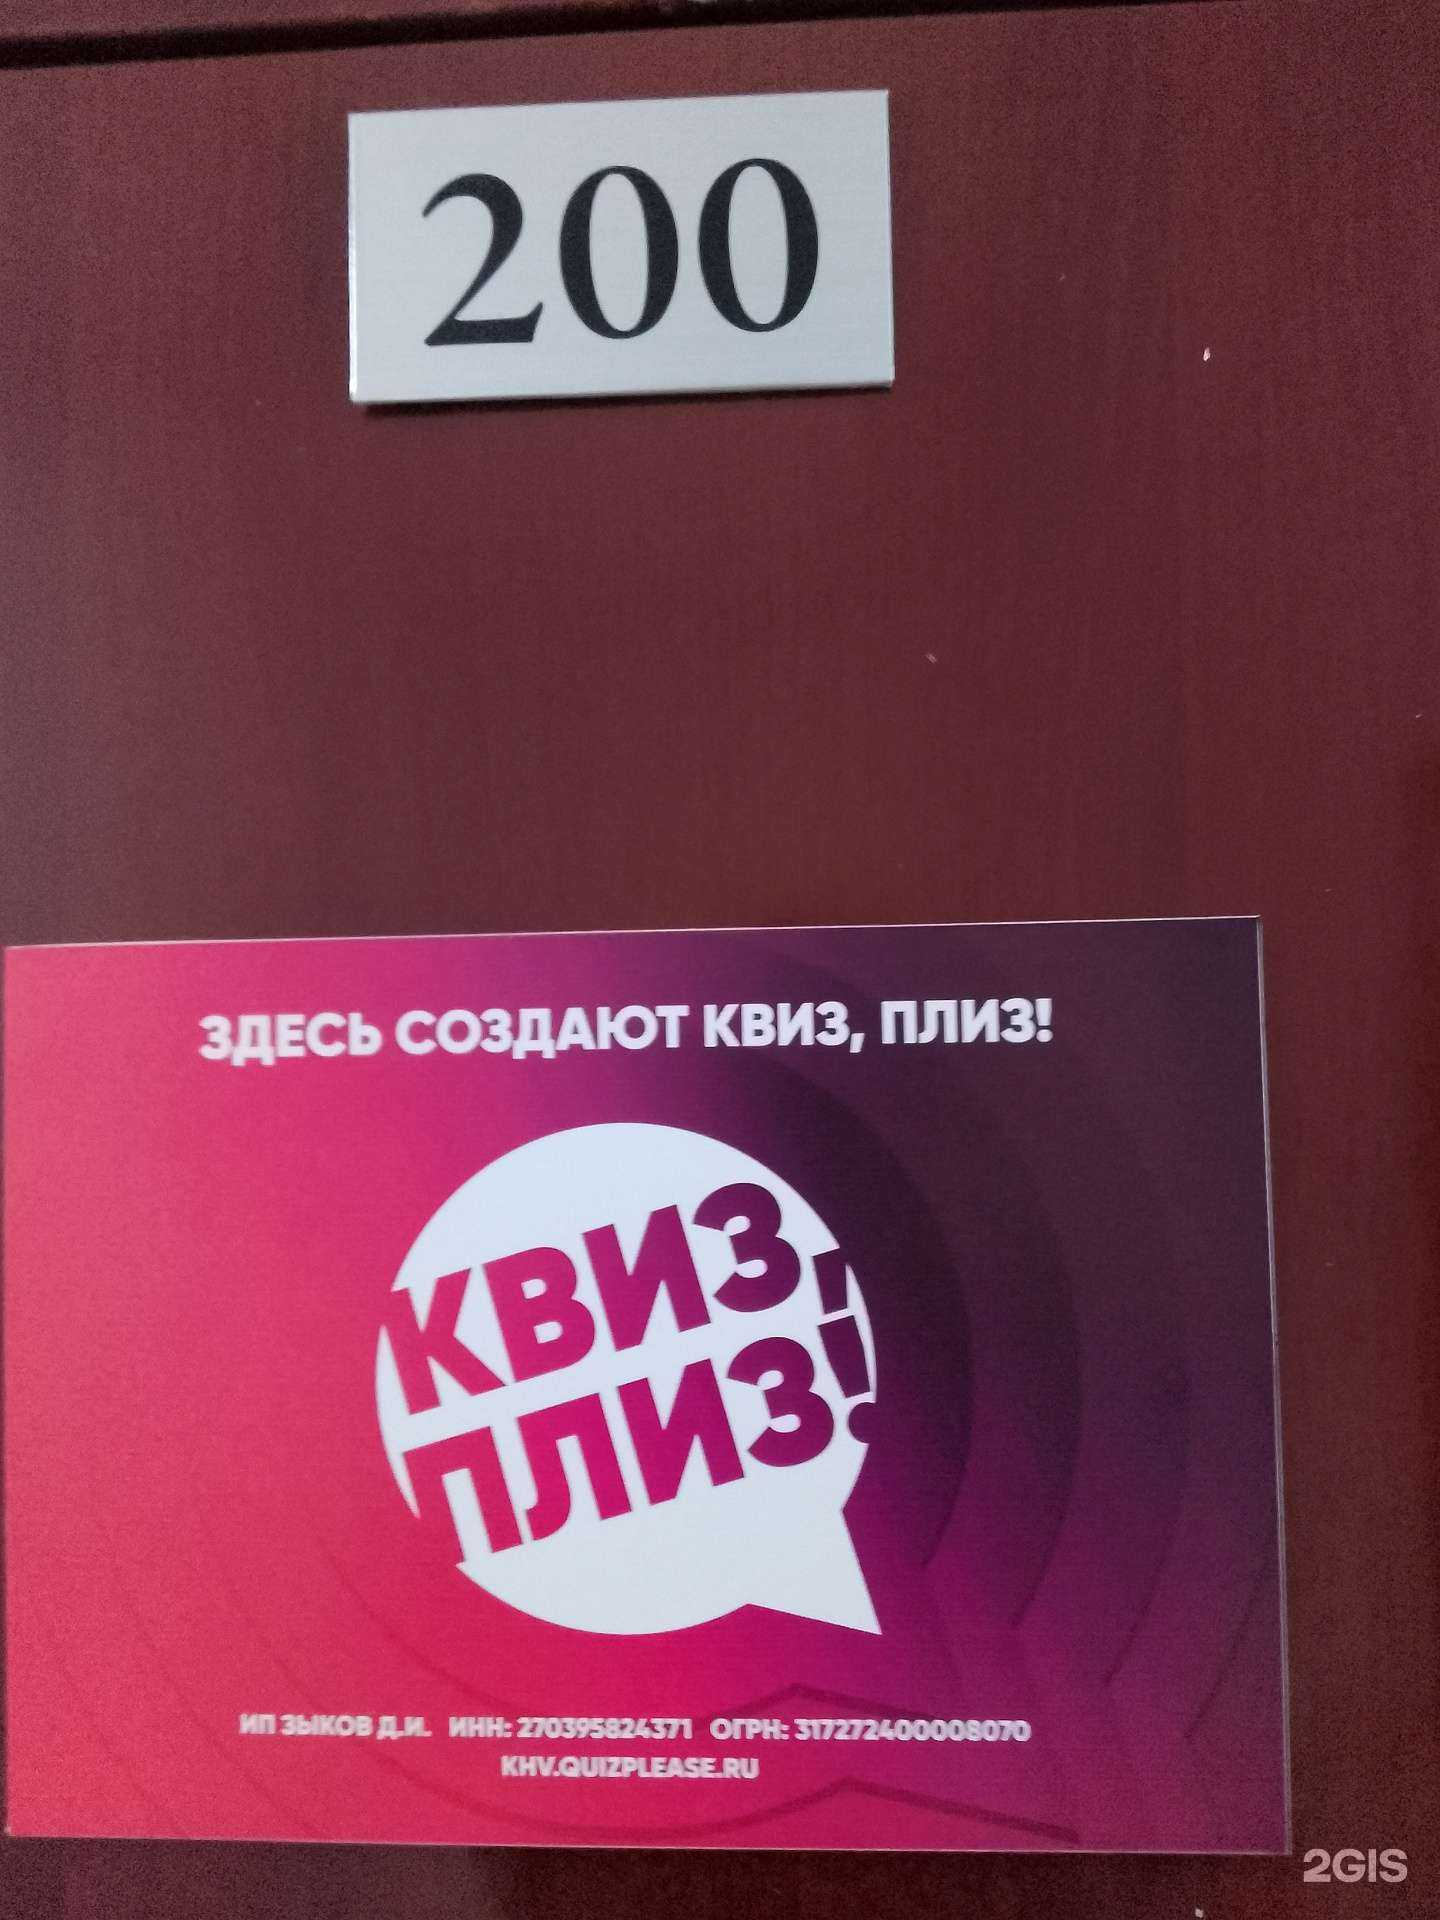 200
ЗДЕСЬ СОЗДАЮТ КВИЗ, ПЛИЗ!
КВИЗ,
ПЛИЗ!
ИП ЗЫКОВ Д.И. ИНН: 270395824371 ОГРН: 317272400008070
KHV.QUIZPLEASE.RU
2GIS